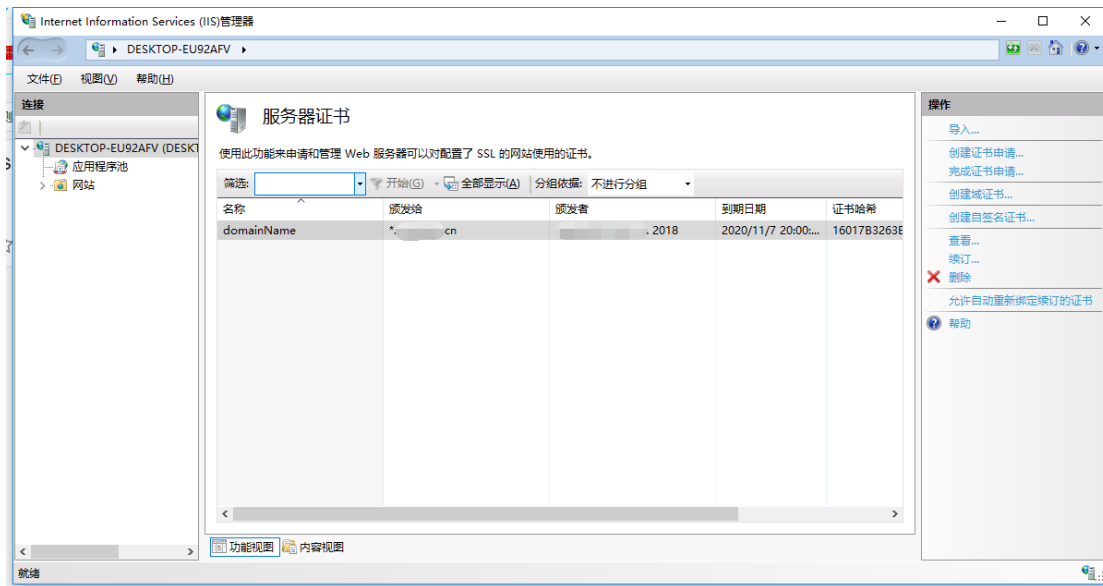 Internet Information Services (IIS)管理器
DESKTOP-EU92AFV
文件(F) 视图(V) 帮助(H)
连接
DESKTOP-EU92AFV (DESKT
应用程序池
网站
服务器证书
使用此功能来申请和管理 Web 服务器可以对配置了 SSL 的网站使用的证书。
筛选: 开始(G) 全部显示(A) 分组依据: 不进行分组
名称 颁发给 颁发者 到期日期 证书哈希
domainName *. cn . 2018 2020/11/7 20:00:... 16017B3263E
功能视图 内容视图
操作
导入...
创建证书申请...
完成证书申请...
创建域证书...
创建自签名证书...
查看...
续订...
删除
允许自动重新绑定续订的证书
帮助
就绪